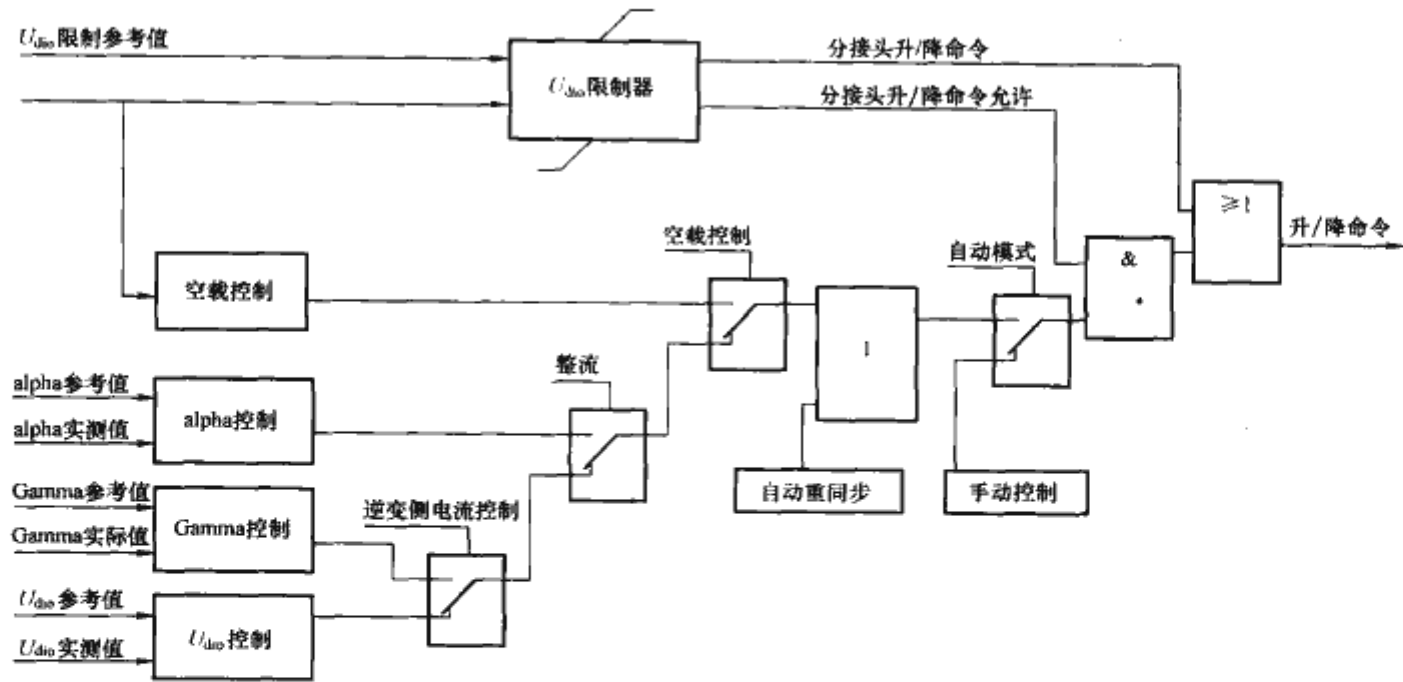 Udio限制参考值
分接头升/降命令
Udio限制器
分接头升/降命令允许
≥1
升/降命令
空载控制
自动模式
&
空载控制
整流
1
alpha参考值
alpha控制
alpha实测值
自动重同步
手动控制
Gamma参考值
逆变侧电流控制
Gamma控制
Gamma实际值
Udio参考值
Udio控制
Udio实测值